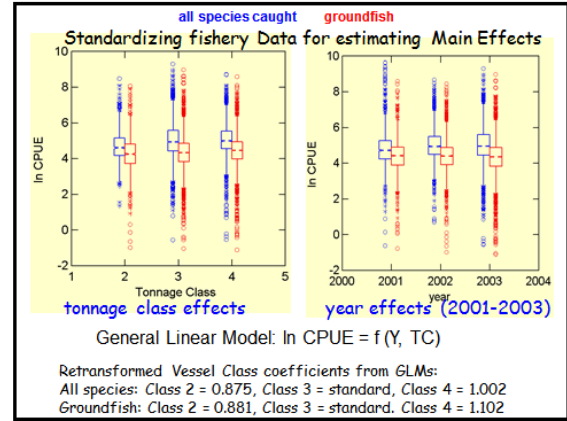 all species caught groundfish
Standardizing fishery Data for estimating Main Effects
10
8
6
4
2
0
-2
ln CPUE
1 2 3 4 5
Tonnage Class
tonnage class effects
10
8
6
4
2
0
-2
ln CPUE
2000 2001 2002 2003 2004
year
year effects (2001-2003)
General Linear Model: ln CPUE = f (Y, TC)
Retransformed Vessel Class coefficients from GLMs:
All species: Class 2 = 0.875, Class 3 = standard, Class 4 = 1.002
Groundfish: Class 2 = 0.881, Class 3 = standard. Class 4 = 1.102